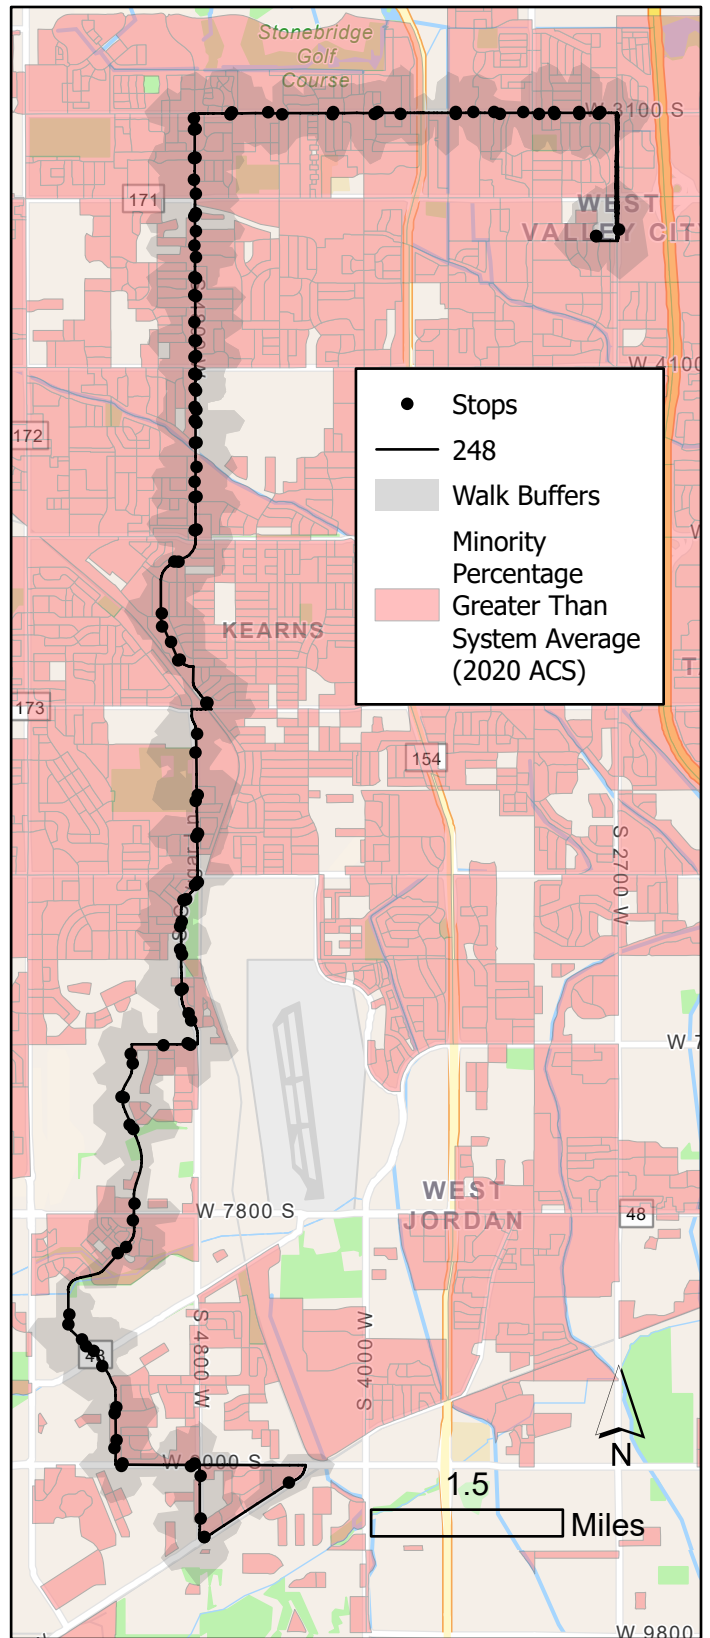 Stonebridge
Golf
Course
W 3100 S
171
WEST
VALLEY CIT
W 4100
172
Stops
248
Walk Buffers
Minority
Percentage
Greater Than
System Average
(2020 ACS)
KEARNS
T
173
154
S 2700 W
W 7
W 7800 S
WEST
JORDAN
48
S 4800 W
S 4000 W
48
W 9000 S
N
1.5
Miles
W 9800